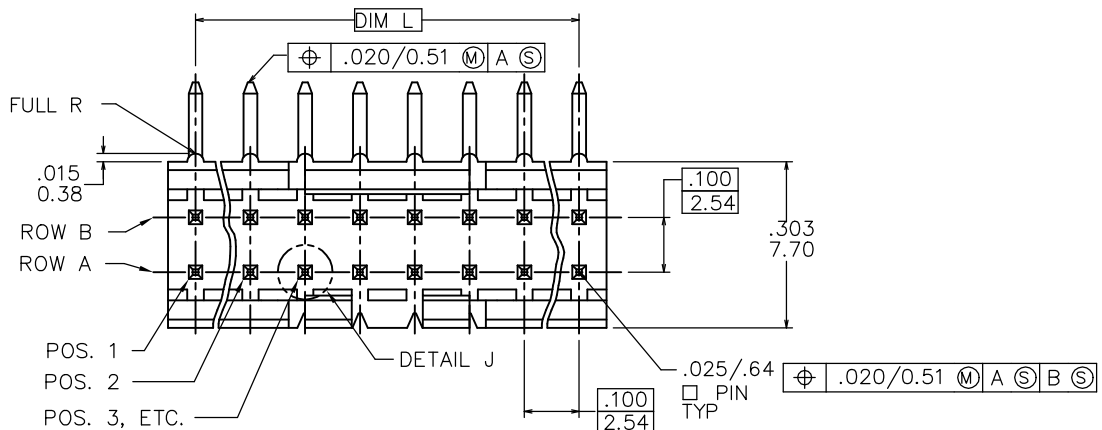 DIM L
⌖ .020/0.51 Ⓜ A Ⓢ
FULL R
.015
0.38
.100
2.54
ROW B
ROW A
.303
7.70
POS. 1
POS. 2
POS. 3, ETC.
DETAIL J
.100
2.54
.025/.64
□ PIN
TYP
⌖ .020/0.51 Ⓜ A Ⓢ B Ⓢ